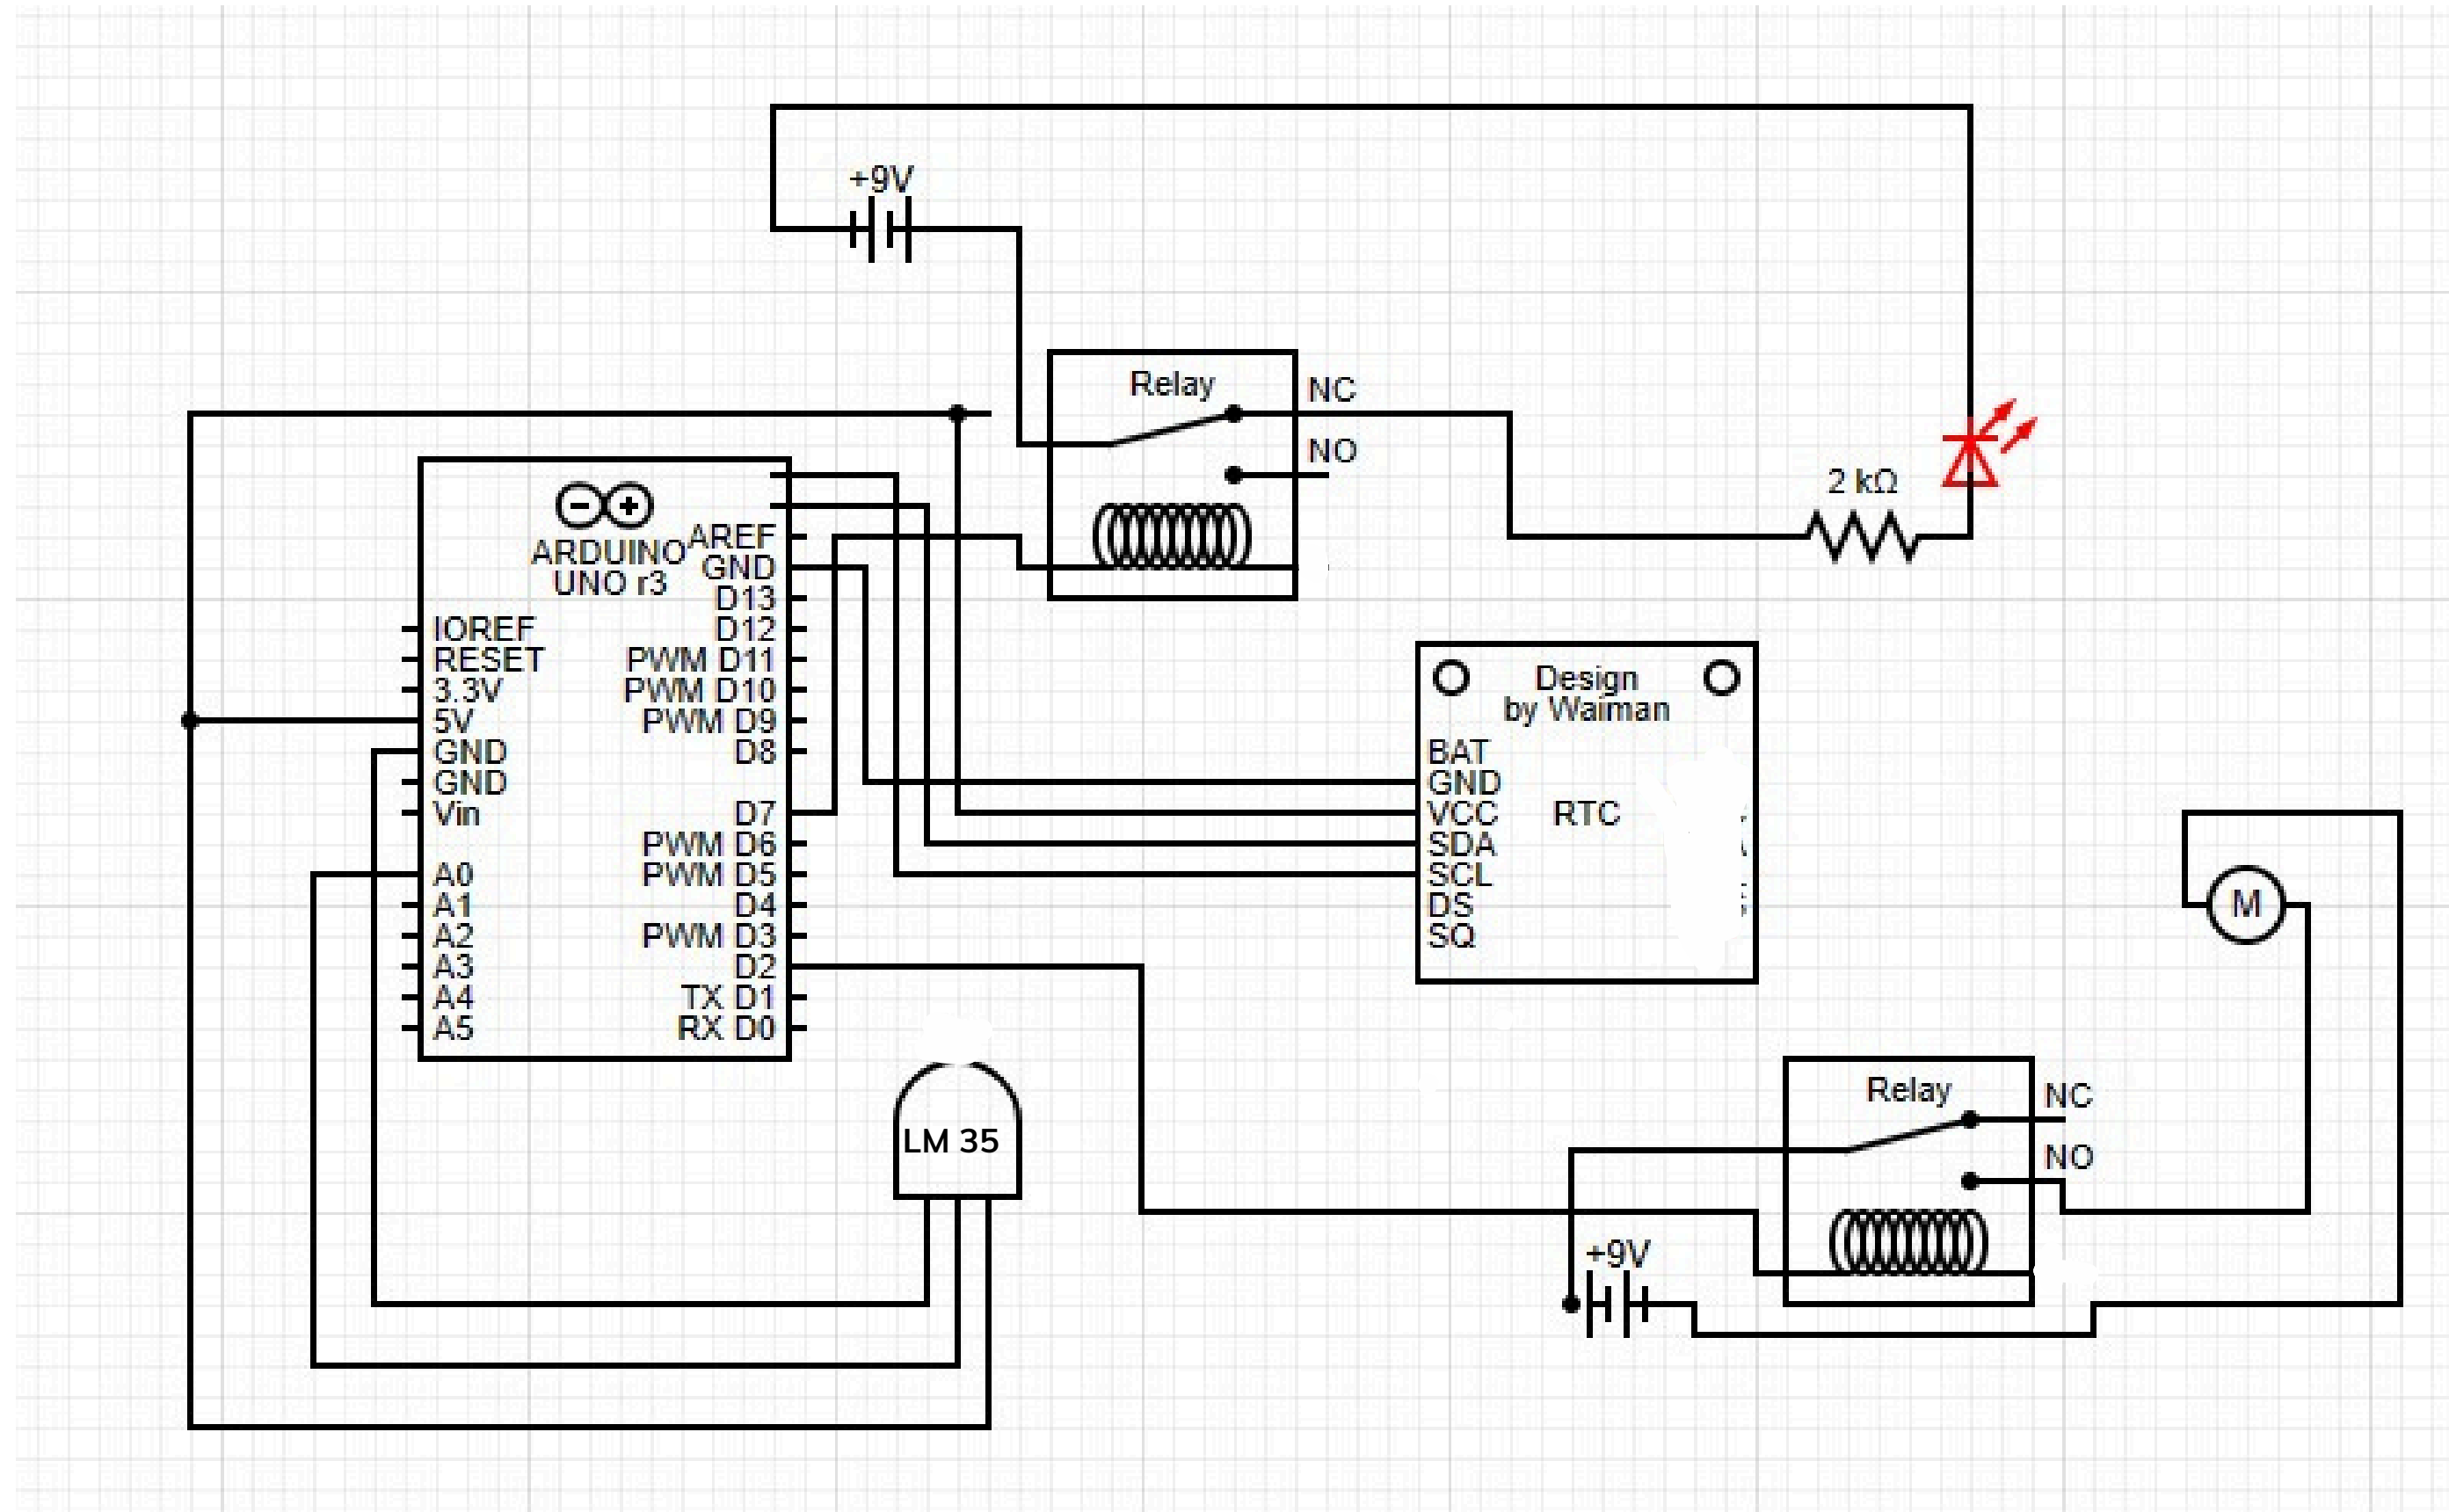 +9V
Relay
NC
NO
2 kΩ
ARDUINO
UNO r3
AREF
GND
D13
IOREF
D12
RESET
PWM D11
3.3V
PWM D10
5V
PWM D9
GND
D8
GND
Vin
D7
PWM D6
A0
PWM D5
A1
D4
A2
PWM D3
A3
D2
A4
TX D1
A5
RX D0
Design
by Waiman
BAT
GND
VCC
RTC
SDA
SCL
DS
SQ
M
LM 35
Relay
NC
NO
+9V